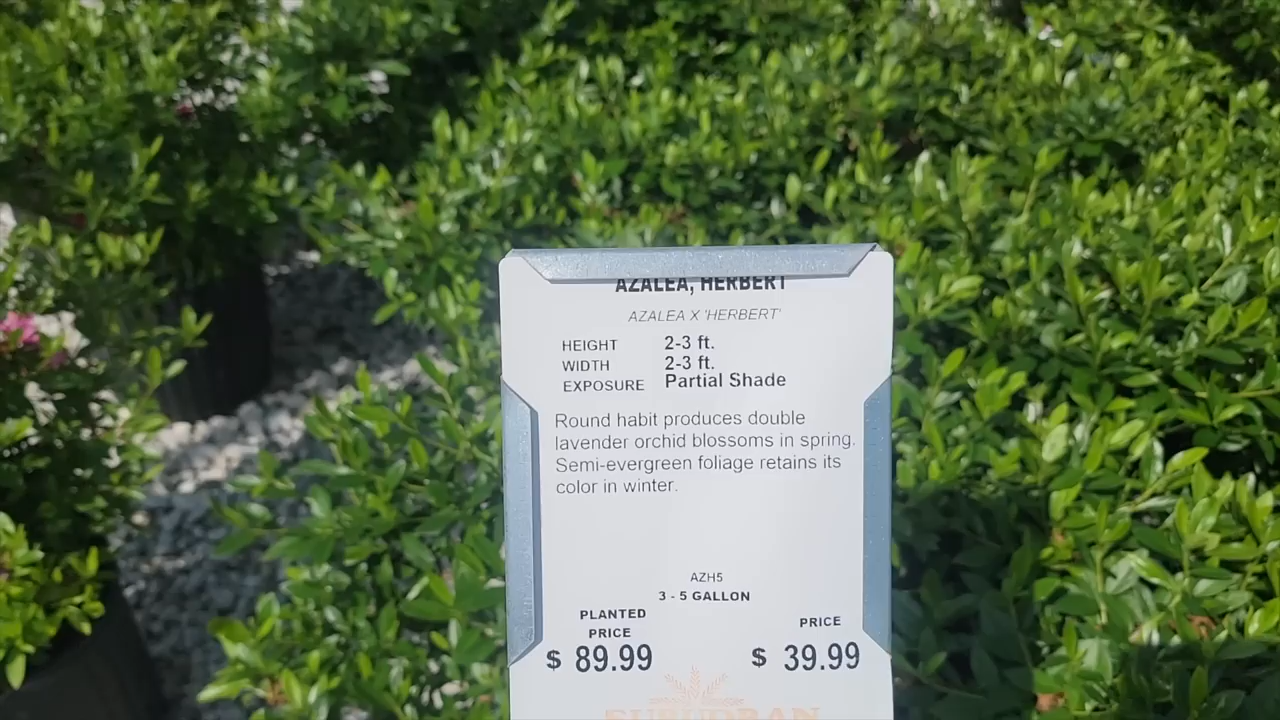 AZALEA, HERBERT
AZALEA X 'HERBERT'
HEIGHT 2-3 ft.
WIDTH 2-3 ft.
EXPOSURE Partial Shade
Round habit produces double
lavender orchid blossoms in spring.
Semi-evergreen foliage retains its
color in winter.
AZH5
3 - 5 GALLON
PLANTED
PRICE
$ 89.99
PRICE
$ 39.99